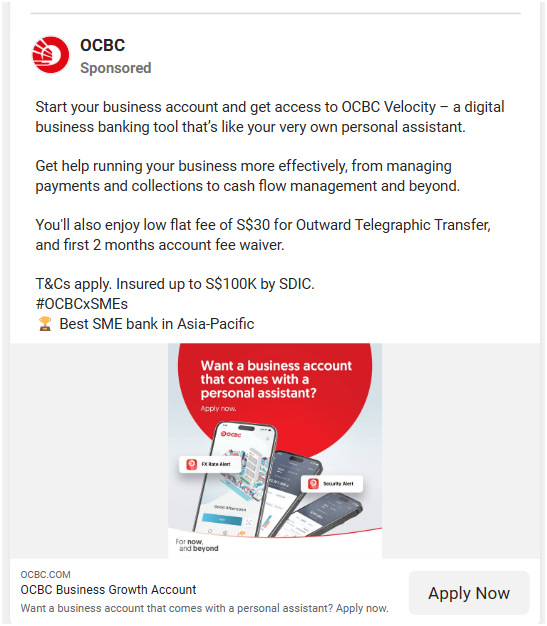 OCBC
Sponsored
Start your business account and get access to OCBC Velocity – a digital
business banking tool that's like your very own personal assistant.
Get help running your business more effectively, from managing
payments and collections to cash flow management and beyond.
You'll also enjoy low flat fee of S$30 for Outward Telegraphic Transfer,
and first 2 months account fee waiver.
T&Cs apply. Insured up to S$100K by SDIC.
#OCBCxSMEs
🏆 Best SME bank in Asia-Pacific
Want a business account
that comes with a
personal assistant?
Apply now.
OCBC
FX Rate Alert
Security Alert
Good Afternoon
For now,
and beyond
OCBC.COM
OCBC Business Growth Account
Want a business account that comes with a personal assistant? Apply now.
Apply Now